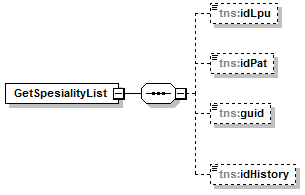 tns:idLpu
tns:idPat
GetSpesialityList
tns:guid
tns:idHistory